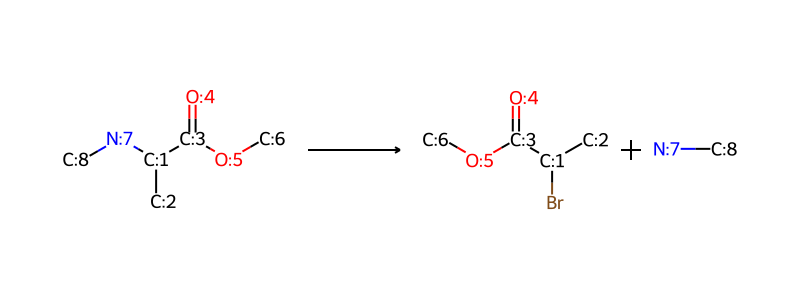 O:4
N:7 C:3 C:6
C:8 C:1 O:5
C:2
O:4
C:6 C:3 C:2
O:5 C:1 + N:7 C:8
Br